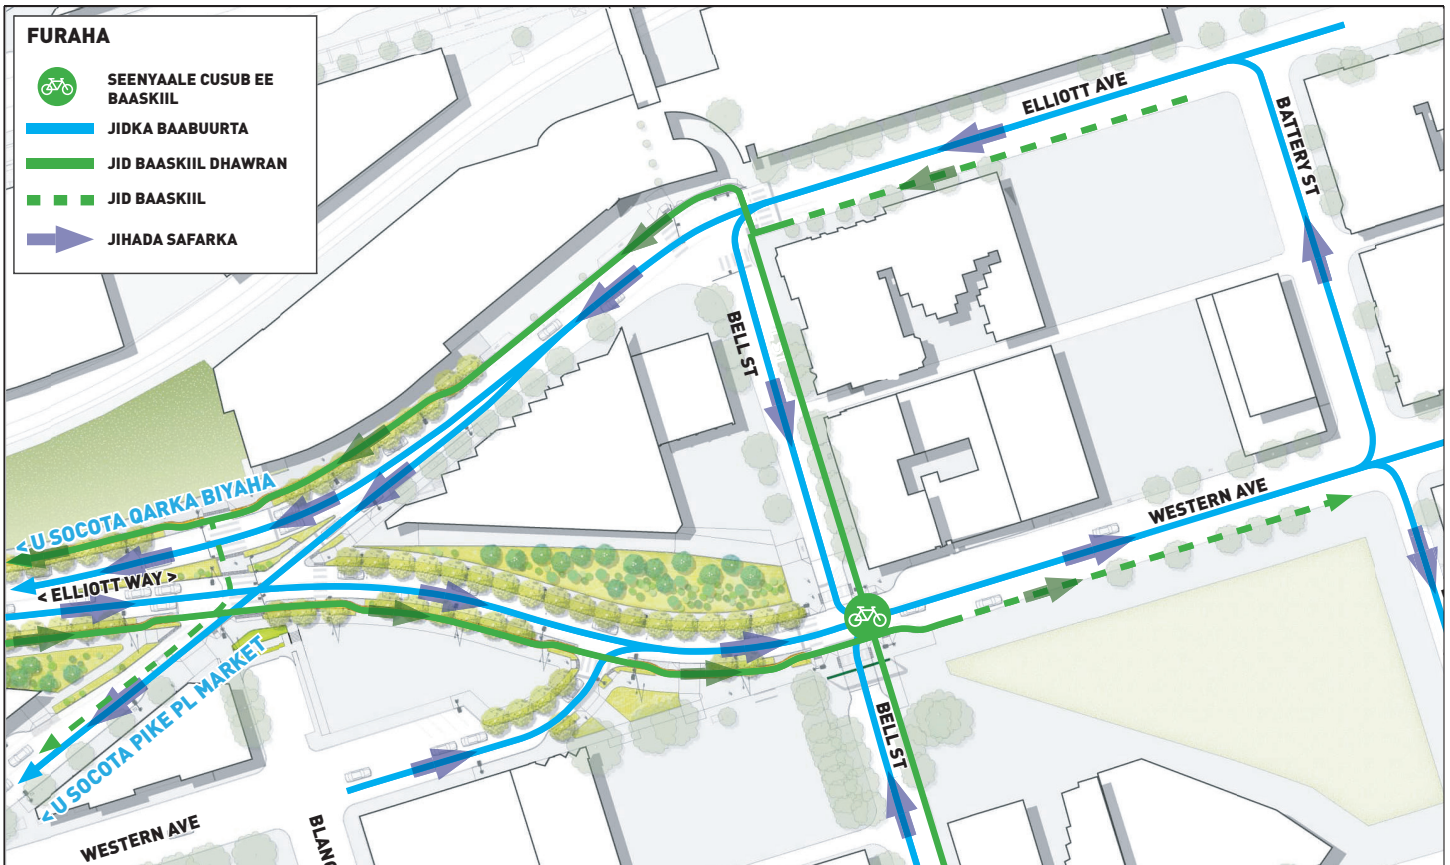 FURAHA
SEENYAALE CUSUB EE
BAASKIIL
JIDKA BAABUURTA
JID BAASKIIL DHAWRAN
JID BAASKIIL
JIHADA SAFARKA
ELLIOTT AVE
BATTERY ST
BELL ST
WESTERN AVE
< U SOCOTA QARKA BIYAHA
< ELLIOTT WAY >
< U SOCOTA PIKE PL MARKET
BELL ST
WESTERN AVE